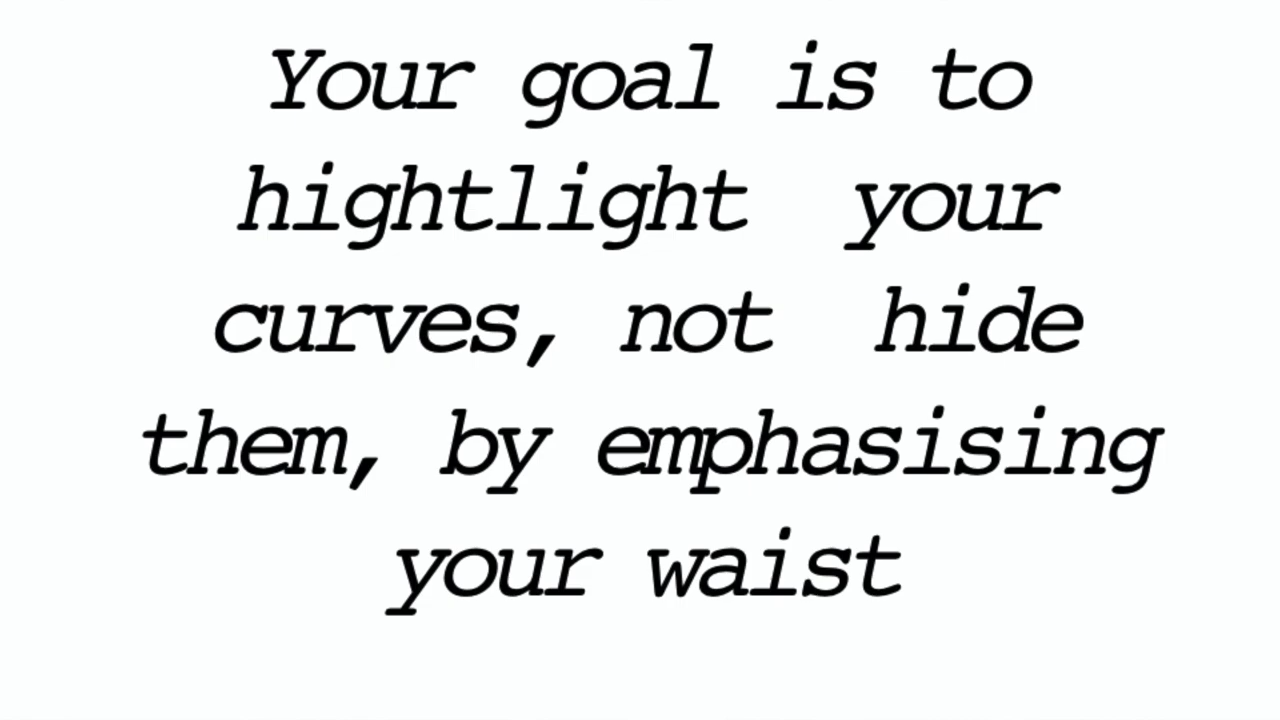 Your goal is to
hightlight  your
curves, not  hide
them, by emphasising
your waist